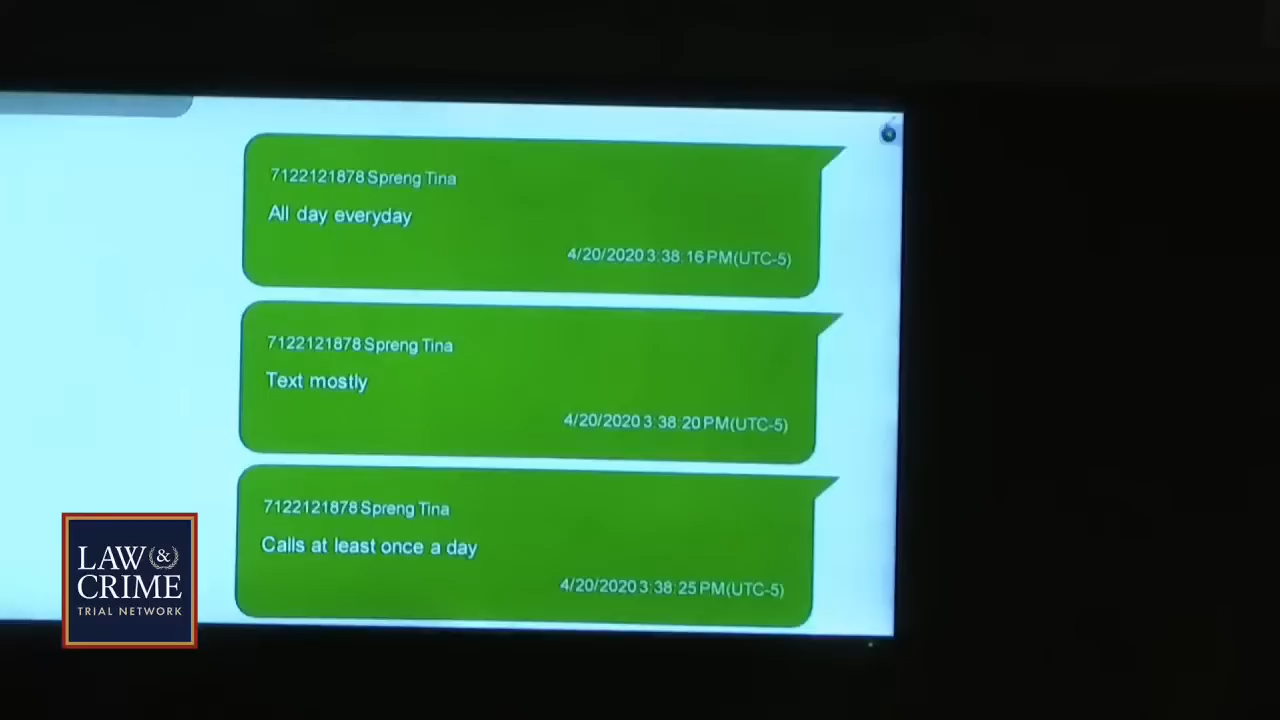 7122121878 Spreng Tina
All day everyday
4/20/2020 3:38:16 PM(UTC-5)
7122121878 Spreng Tina
Text mostly
4/20/2020 3:38:20 PM(UTC-5)
7122121878 Spreng Tina
Calls at least once a day
4/20/2020 3:38:25 PM(UTC-5)
LAW &
CRIME
TRIAL NETWORK